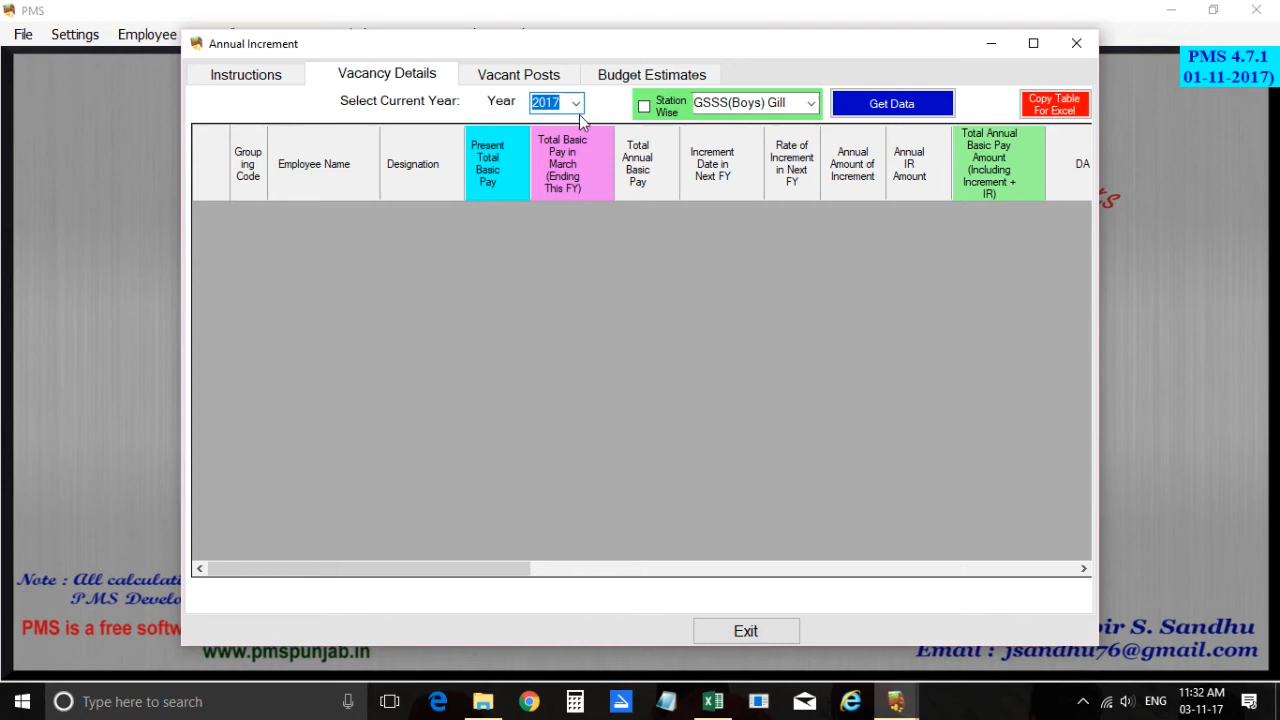 PMS
File Settings Employee
PMS 4.7.1
01-11-2017)
Annual Increment
Instructions Vacancy Details Vacant Posts Budget Estimates
Select Current Year: Year 2017 Station Wise GSSS(Boys) Gill Get Data Copy Table For Excel
Group ing Code
Employee Name
Designation
Present Total Basic Pay
Total Basic Pay in March (Ending This FY)
Total Annual Basic Pay
Increment Date in Next FY
Rate of Increment in Next FY
Annual Amount of Increment
Annual IR Amount
Total Annual Basic Pay Amount (Including Increment + IR)
DA
Note : All calculati
PMS Develo
PMS is a free softw
www.pmspunjab.in
Exit
bir S. Sandhu
Email : jsandhu76@gmail.com
Type here to search
ENG
11:32 AM
03-11-17